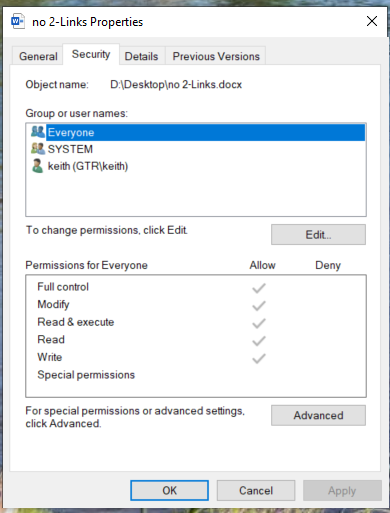 no 2-Links Properties
General Security Details Previous Versions
Object name: D:\Desktop\no 2-Links.docx
Group or user names:
Everyone
SYSTEM
keith (GTR\keith)
To change permissions, click Edit.
Edit...
Permissions for Everyone Allow Deny
Full control
Modify
Read & execute
Read
Write
Special permissions
For special permissions or advanced settings,
click Advanced.
Advanced
OK Cancel Apply